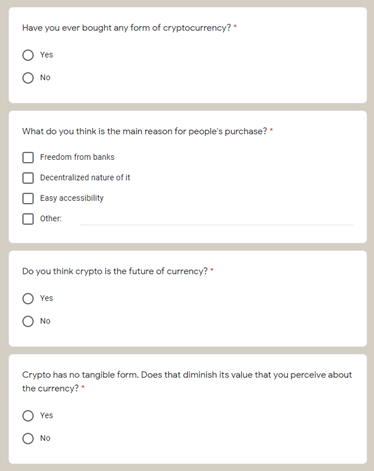 Have you ever bought any form of cryptocurrency? *
Yes
No
What do you think is the main reason for people's purchase? *
Freedom from banks
Decentralized nature of it
Easy accessibility
Other:
Do you think crypto is the future of currency? *
Yes
No
Crypto has no tangible form. Does that diminish its value that you perceive about
the currency? *
Yes
No